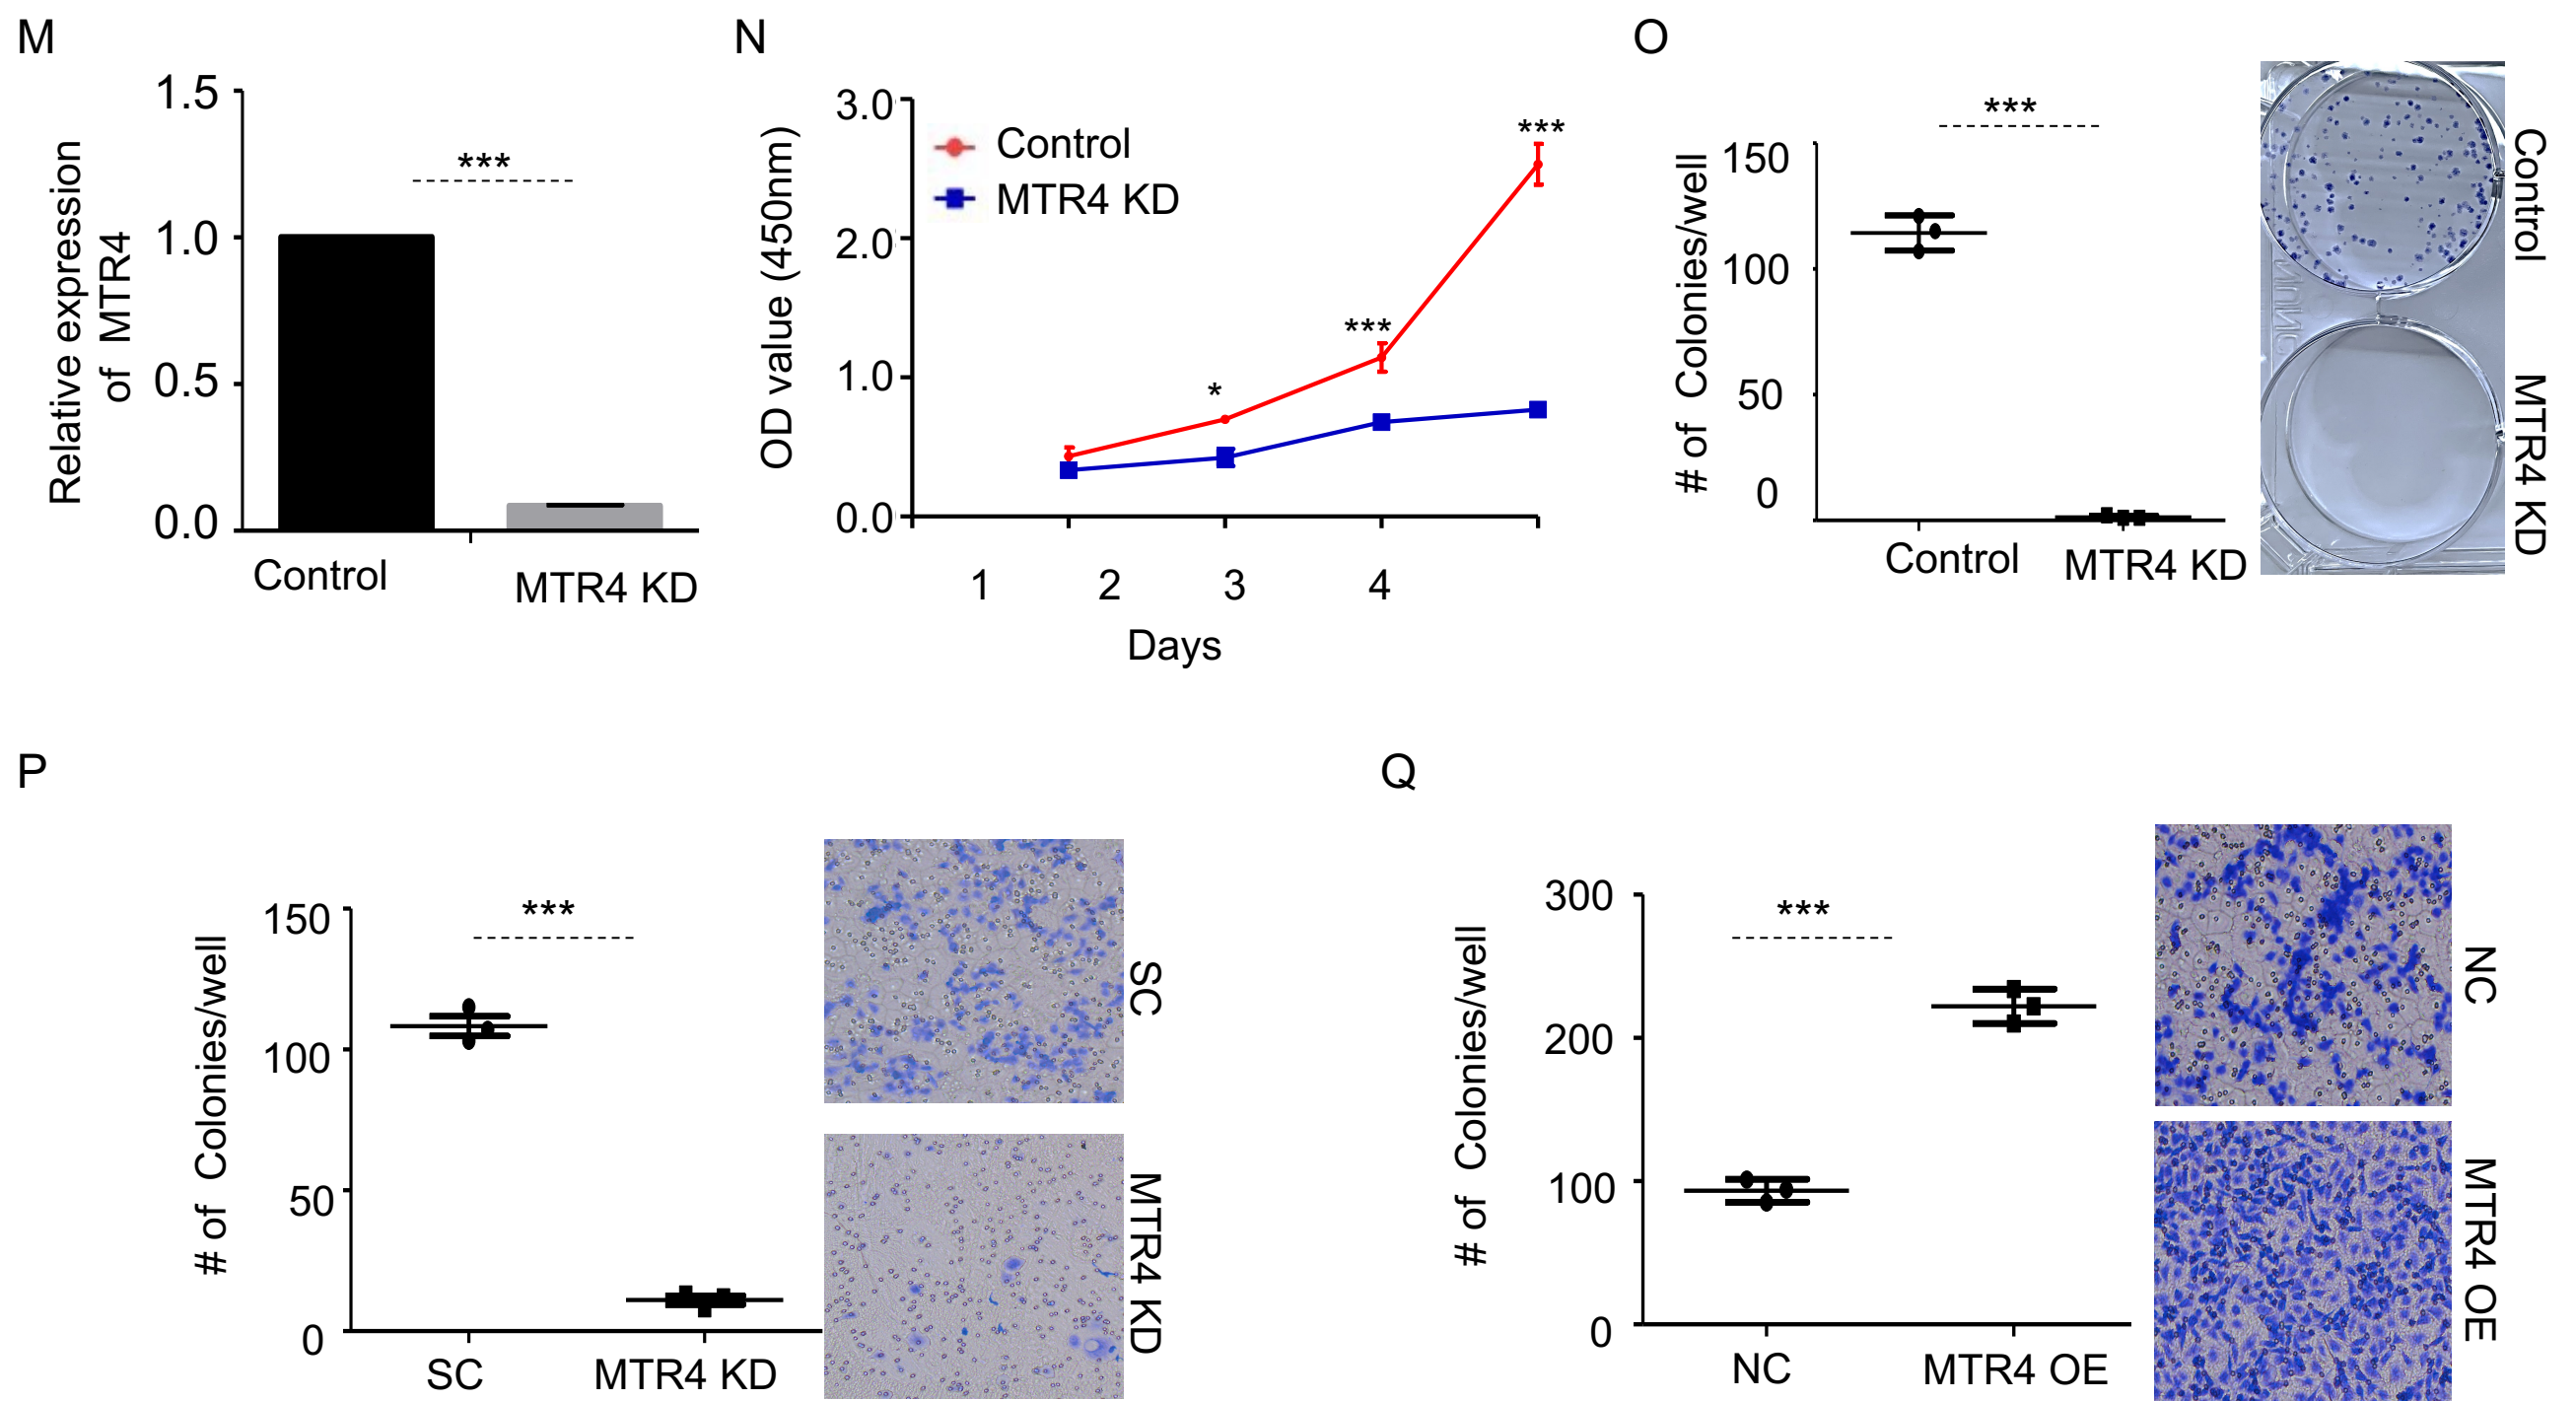 M
1.5
1.0
0.5
0.0
Relative expression
of MTR4
***
Control
MTR4 KD
N
3.0
2.0
1.0
0.0
OD value (450nm)
Control
MTR4 KD
*
***
***
1 2 3 4
Days
O
150
100
50
0
# of Colonies/well
***
Control
MTR4 KD
Control
MTR4 KD
P
150
100
50
0
# of Colonies/well
***
SC
MTR4 KD
SC
MTR4 KD
Q
300
200
100
0
# of Colonies/well
***
NC
MTR4 OE
NC
MTR4 OE